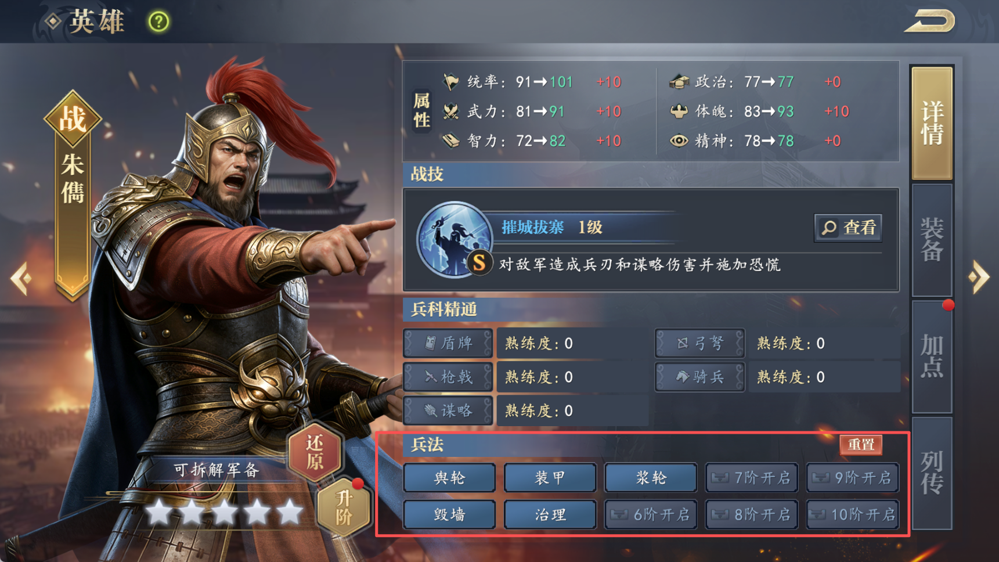 英雄 ?
战
朱儁
属性
统率：91→101 +10
政治：77→77 +0
武力：81→91 +10
体魄：83→93 +10
智力：72→82 +10
精神：78→78 +0
战技
摧城拔寨 1级
查看
S
对敌军造成兵刃和谋略伤害并施加恐慌
兵科精通
盾牌 熟练度：0
弓弩 熟练度：0
枪戟 熟练度：0
骑兵 熟练度：0
谋略 熟练度：0
兵法
重置
舆轮 装甲 桨轮 7阶开启 9阶开启
毁墙 治理 6阶开启 8阶开启 10阶开启
还原
可拆解军备
升阶
详情
装备
加点
列传